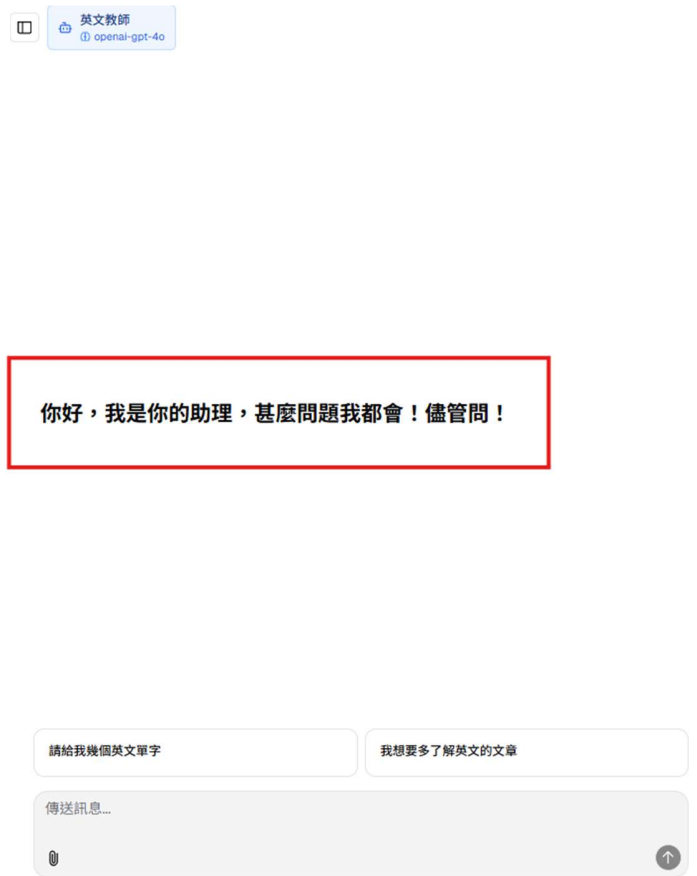 英文教師
openai-gpt-4o
你好，我是你的助理，甚麼問題我都會！儘管問！
請給我幾個英文單字
我想要多了解英文的文章
傳送訊息...